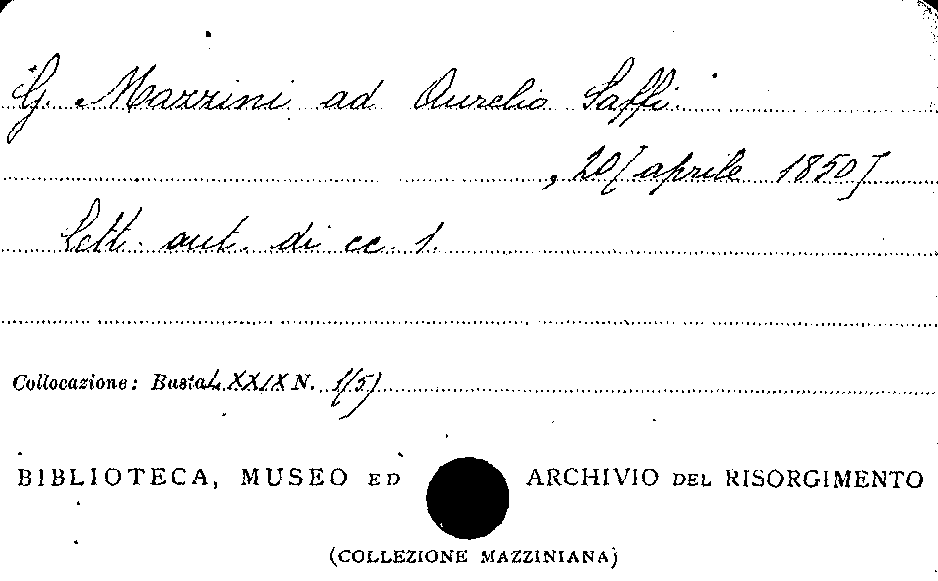 G. Mazzini ad Aurelio Saffi.
, 20 [aprile 1850]
Lett. aut. di cc. 1.
Collocazione: Busta LXXIX N. 1(5)
BIBLIOTECA, MUSEO ED ARCHIVIO DEL RISORGIMENTO
(COLLEZIONE MAZZINIANA)